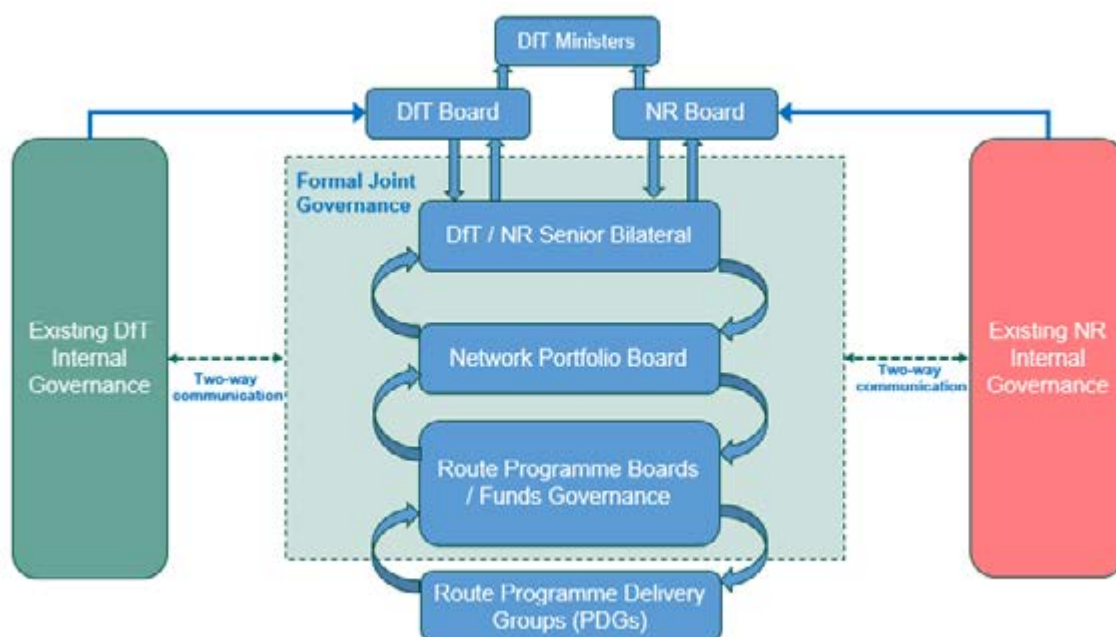 DfT Ministers
DfT Board
NR Board
Formal Joint
Governance
DfT / NR Senior Bilateral
Existing DfT
Internal
Governance
Two-way
communication
Network Portfolio Board
Two-way
communication
Existing NR
Internal
Governance
Route Programme Boards
/ Funds Governance
Route Programme Delivery
Groups (PDGs)